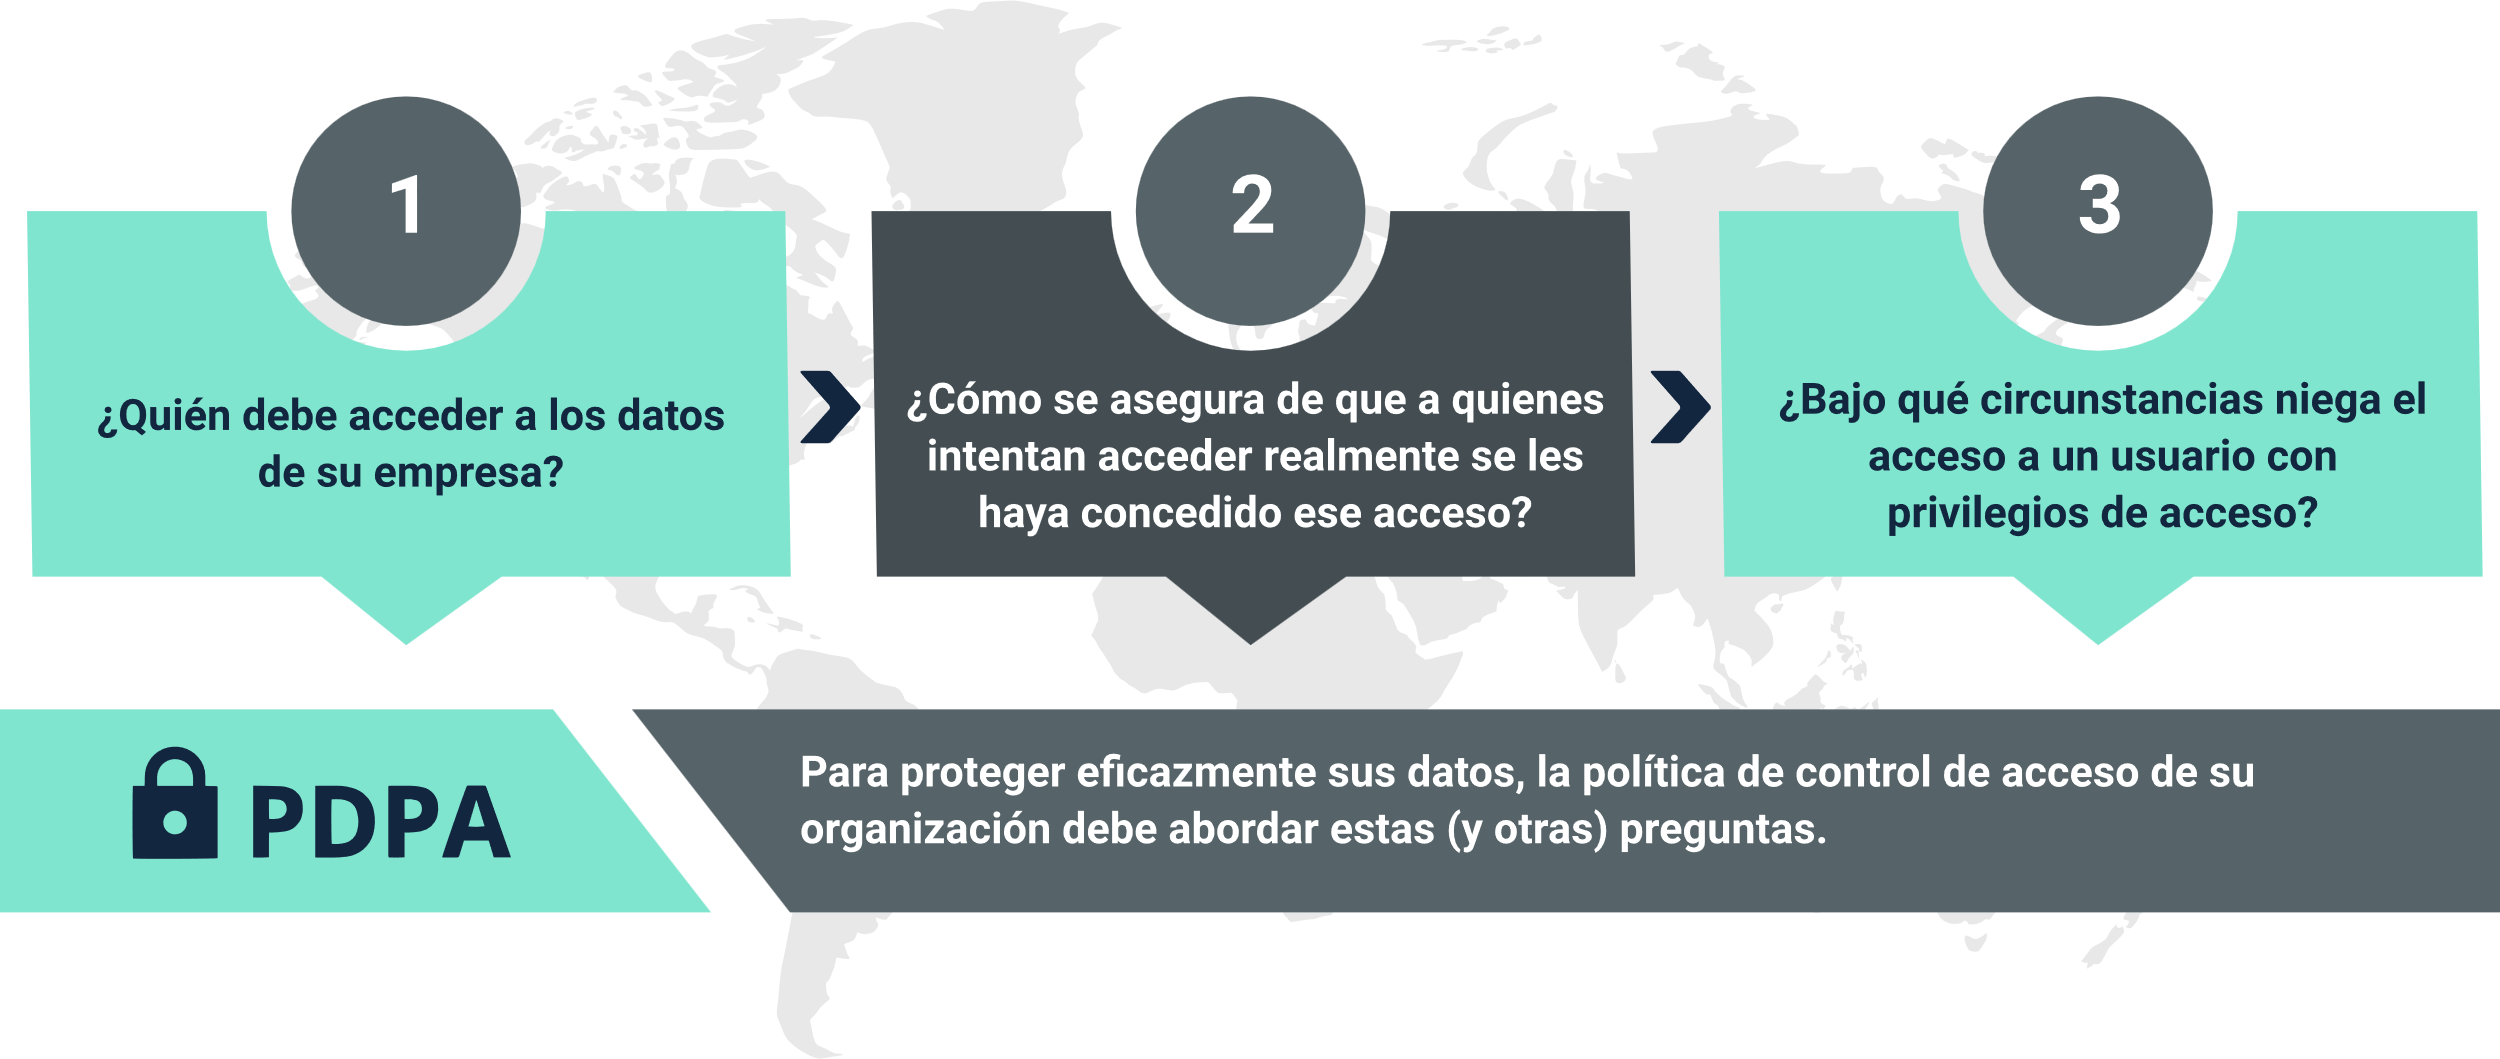 1
¿Quién debe acceder a los datos
de su empresa?
2
¿Cómo se asegura de que a quienes
intentan acceder realmente se les
haya concedido ese acceso?
3
¿Bajo qué circunstancias niega el
acceso a un usuario con
privilegios de acceso?
PDPA
Para proteger eficazmente sus datos, la política de control de acceso de su
organización debe abordar estas (y otras) preguntas.